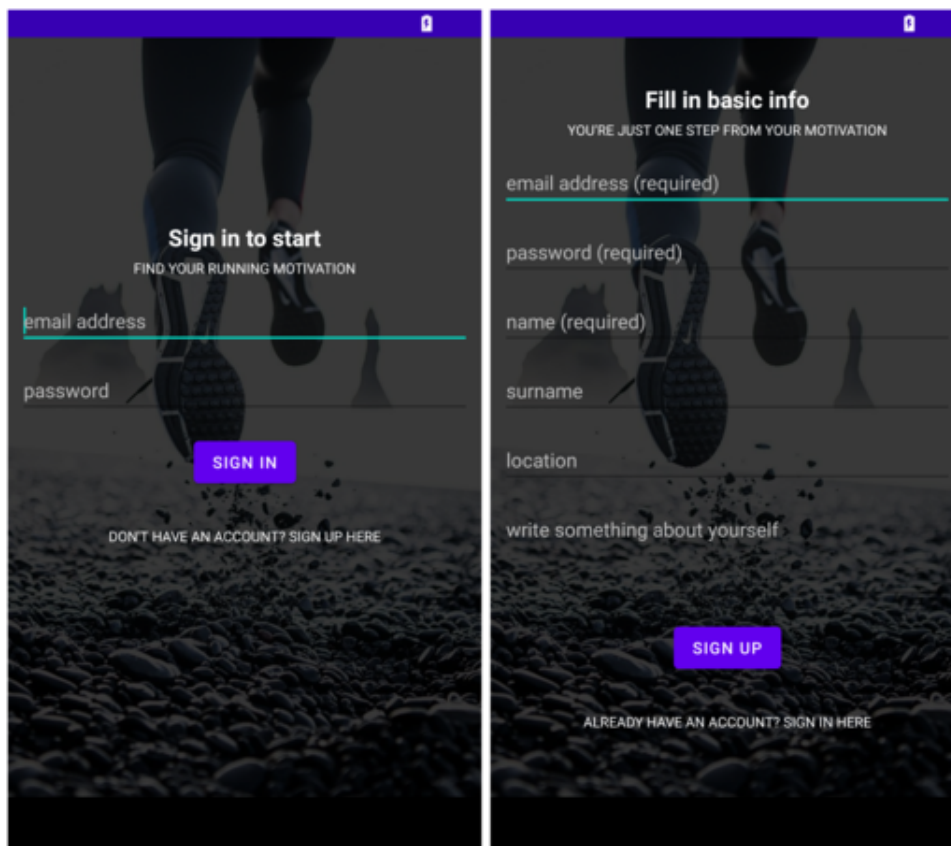 Sign in to start
FIND YOUR RUNNING MOTIVATION
email address
password
SIGN IN
DON'T HAVE AN ACCOUNT? SIGN UP HERE
Fill in basic info
YOU'RE JUST ONE STEP FROM YOUR MOTIVATION
email address (required)
password (required)
name (required)
surname
location
write something about yourself
SIGN UP
ALREADY HAVE AN ACCOUNT? SIGN IN HERE